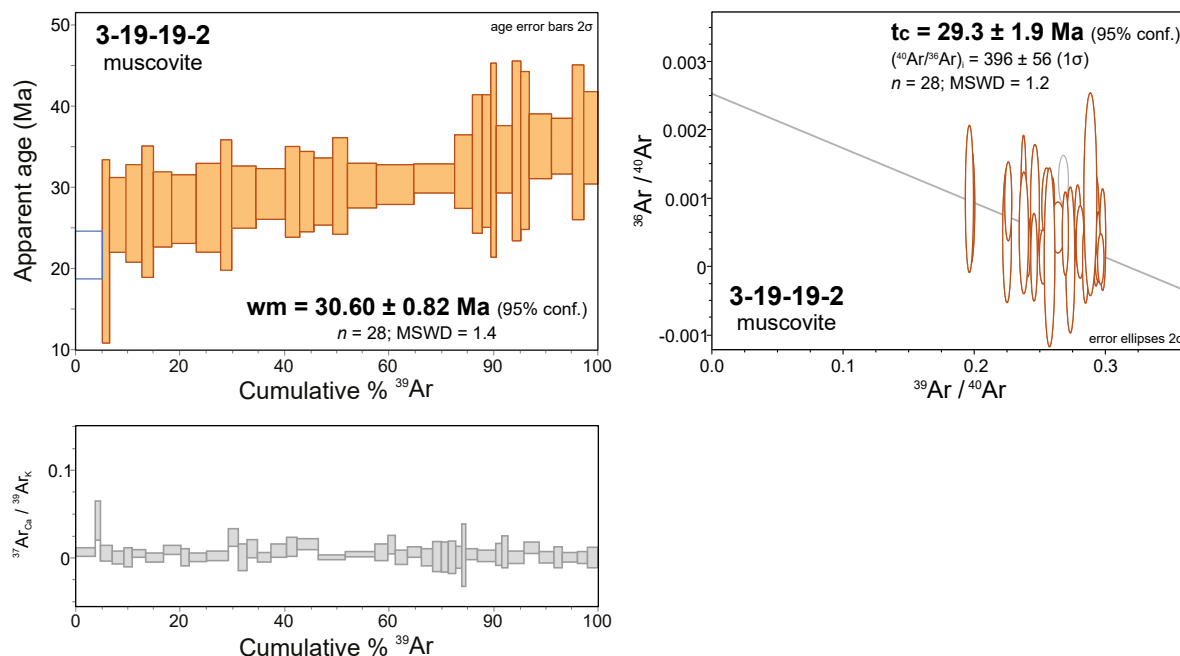 3-19-19-2
muscovite
age error bars 2σ
50
40
30
20
10
Apparent age (Ma)
wm = 30.60 ± 0.82 Ma (95% conf.)
n = 28; MSWD = 1.4
0
20
40
60
80
90
100
Cumulative % ³⁹Ar
tc = 29.3 ± 1.9 Ma (95% conf.)
(⁴⁰Ar/³⁶Ar)ᵢ = 396 ± 56 (1σ)
n = 28; MSWD = 1.2
0.003
0.002
0.001
0
-0.001
³⁶Ar / ⁴⁰Ar
3-19-19-2
muscovite
error ellipses 2σ
0.0
0.1
0.2
0.3
³⁹Ar / ⁴⁰Ar
0.1
0
³⁷Ar_Ca / ³⁹Ar_K
0
20
40
60
90
100
Cumulative % ³⁹Ar